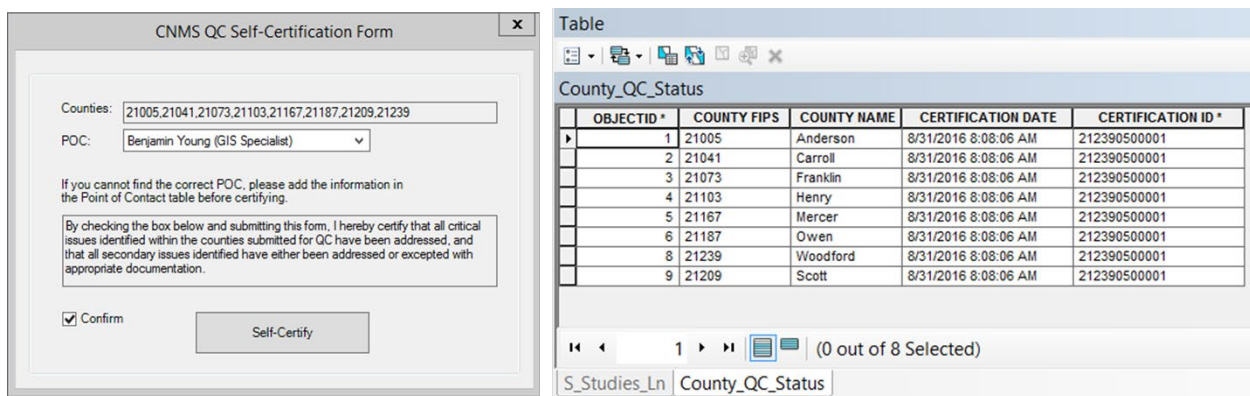 CNMS QC Self-Certification Form
x
Counties: 21005,21041,21073,21103,21167,21187,21209,21239
POC: Benjamin Young (GIS Specialist)
If you cannot find the correct POC, please add the information in
the Point of Contact table before certifying.
By checking the box below and submitting this form, I hereby certify that all critical
issues identified within the counties submitted for QC have been addressed, and
that all secondary issues identified have either been addressed or excepted with
appropriate documentation.
Confirm
Self-Certify
Table
County_QC_Status
OBJECTID * COUNTY FIPS COUNTY NAME CERTIFICATION DATE CERTIFICATION ID *
1 21005 Anderson 8/31/2016 8:08:06 AM 212390500001
2 21041 Carroll 8/31/2016 8:08:06 AM 212390500001
3 21073 Franklin 8/31/2016 8:08:06 AM 212390500001
4 21103 Henry 8/31/2016 8:08:06 AM 212390500001
5 21167 Mercer 8/31/2016 8:08:06 AM 212390500001
6 21187 Owen 8/31/2016 8:08:06 AM 212390500001
8 21239 Woodford 8/31/2016 8:08:06 AM 212390500001
9 21209 Scott 8/31/2016 8:08:06 AM 212390500001
1 (0 out of 8 Selected)
S_Studies_Ln County_QC_Status